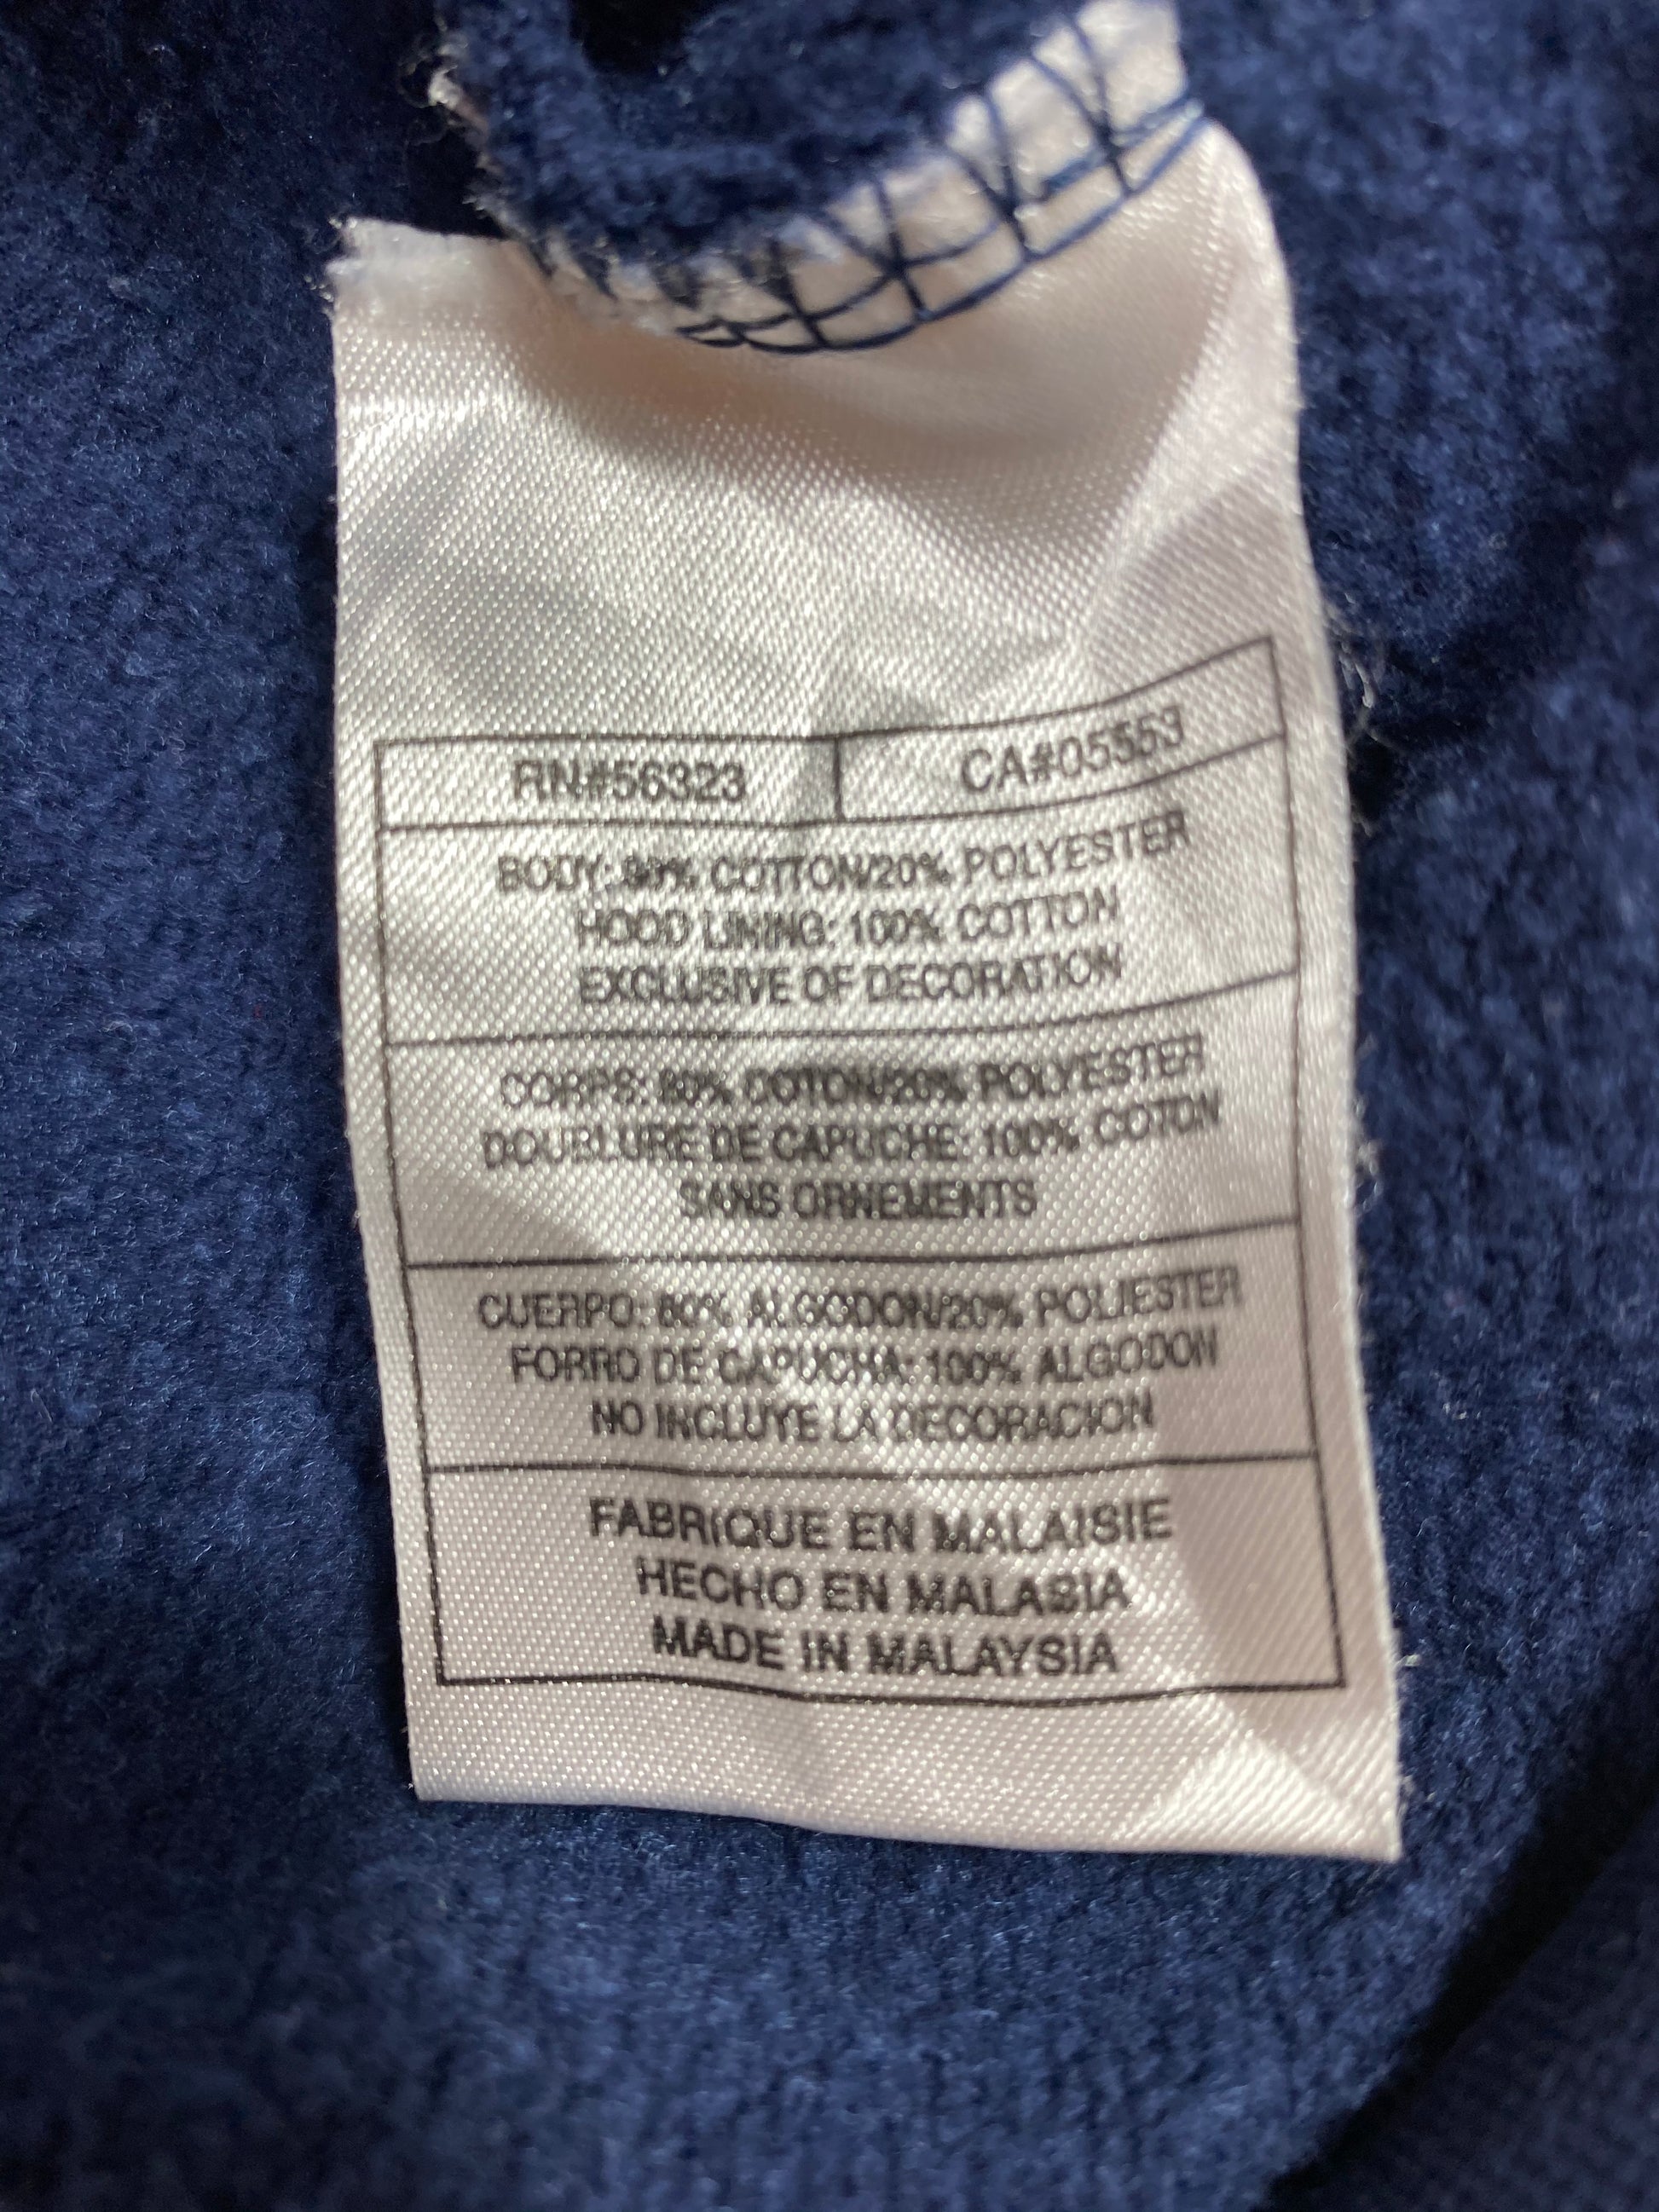 RN#56323 CA#05553
BODY: 80% COTTON/20% POLYESTER
HOOD LINING: 100% COTTON
EXCLUSIVE OF DECORATION
CORPS: 80% COTON/20% POLYESTER
DOUBLURE DE CAPUCHE: 100% COTON
SANS ORNEMENTS
CUERPO: 80% ALGODON/20% POLIESTER
FORRO DE CAPUCHA: 100% ALGODON
NO INCLUYE LA DECORACION
FABRIQUE EN MALAISIE
HECHO EN MALASIA
MADE IN MALAYSIA